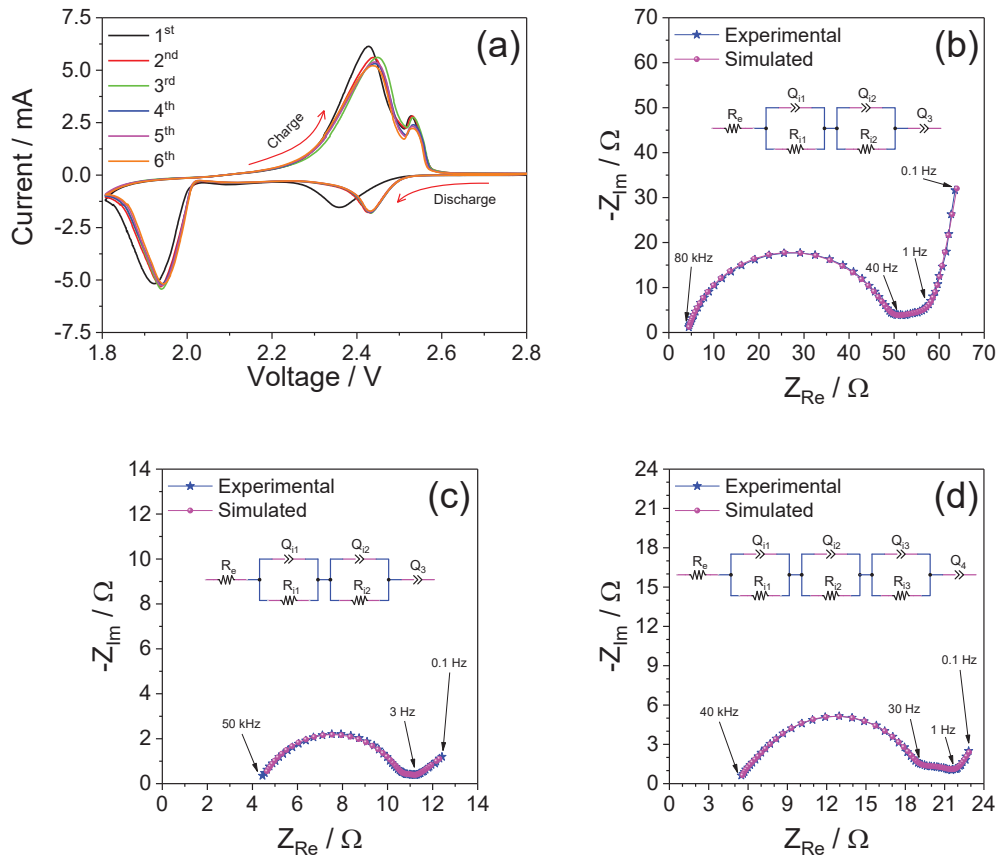 (a)
1st
2nd
3rd
4th
5th
6th
Charge
Discharge
7.5
5.0
2.5
0.0
-2.5
-5.0
-7.5
Current / mA
1.8 2.0 2.2 2.4 2.6 2.8
Voltage / V
(b)
Experimental
Simulated
Qi1 Qi2
Re Q3
Ri1 Ri2
0.1 Hz
80 kHz 40 Hz 1 Hz
70
60
50
40
30
20
10
0
-ZIm / Ω
0 10 20 30 40 50 60 70
ZRe / Ω
(c)
Experimental
Simulated
Qi1 Qi2
Re Q3
Ri1 Ri2
0.1 Hz
50 kHz 3 Hz
14
12
10
8
6
4
2
0
-ZIm / Ω
0 2 4 6 8 10 12 14
ZRe / Ω
(d)
Experimental
Simulated
Qi1 Qi2 Qi3
Re Q4
Ri1 Ri2 Ri3
0.1 Hz
40 kHz 30 Hz 1 Hz
24
21
18
15
12
9
6
3
0
-ZIm / Ω
0 3 6 9 12 15 18 21 24
ZRe / Ω